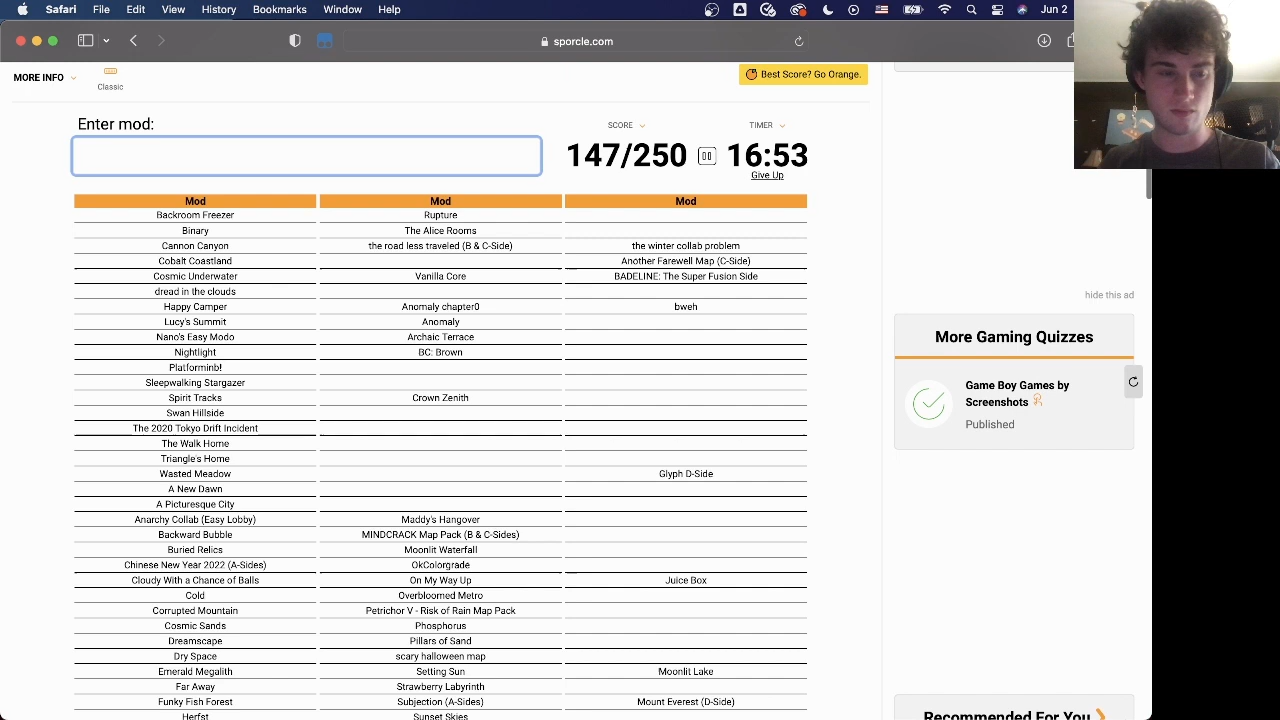 Safari File Edit View History Bookmarks Window Help Jun 2
sporcle.com
MORE INFO
Classic
Best Score? Go Orange.
Enter mod:
SCORE
TIMER
147/250 16:53
Give Up
Mod Mod Mod
Backroom Freezer Rupture
Binary The Alice Rooms
Cannon Canyon the road less traveled (B & C-Side) the winter collab problem
Cobalt Coastland Another Farewell Map (C-Side)
Cosmic Underwater Vanilla Core BADELINE: The Super Fusion Side
dread in the clouds
Happy Camper Anomaly chapter0 bweh
Lucy's Summit Anomaly
Nano's Easy Modo Archaic Terrace
Nightlight BC: Brown
Platforminb!
Sleepwalking Stargazer
Spirit Tracks Crown Zenith
Swan Hillside
The 2020 Tokyo Drift Incident
The Walk Home
Triangle's Home
Wasted Meadow Glyph D-Side
A New Dawn
A Picturesque City
Anarchy Collab (Easy Lobby) Maddy's Hangover
Backward Bubble MINDCRACK Map Pack (B & C-Sides)
Buried Relics Moonlit Waterfall
Chinese New Year 2022 (A-Sides) OkColorgrade
Cloudy With a Chance of Balls On My Way Up Juice Box
Cold Overbloomed Metro
Corrupted Mountain Petrichor V - Risk of Rain Map Pack
Cosmic Sands Phosphorus
Dreamscape Pillars of Sand
Dry Space scary halloween map
Emerald Megalith Setting Sun Moonlit Lake
Far Away Strawberry Labyrinth
Funky Fish Forest Subjection (A-Sides) Mount Everest (D-Side)
Herfst Sunset Skies
hide this ad
More Gaming Quizzes
Game Boy Games by
Screenshots
Published
Recommended For You